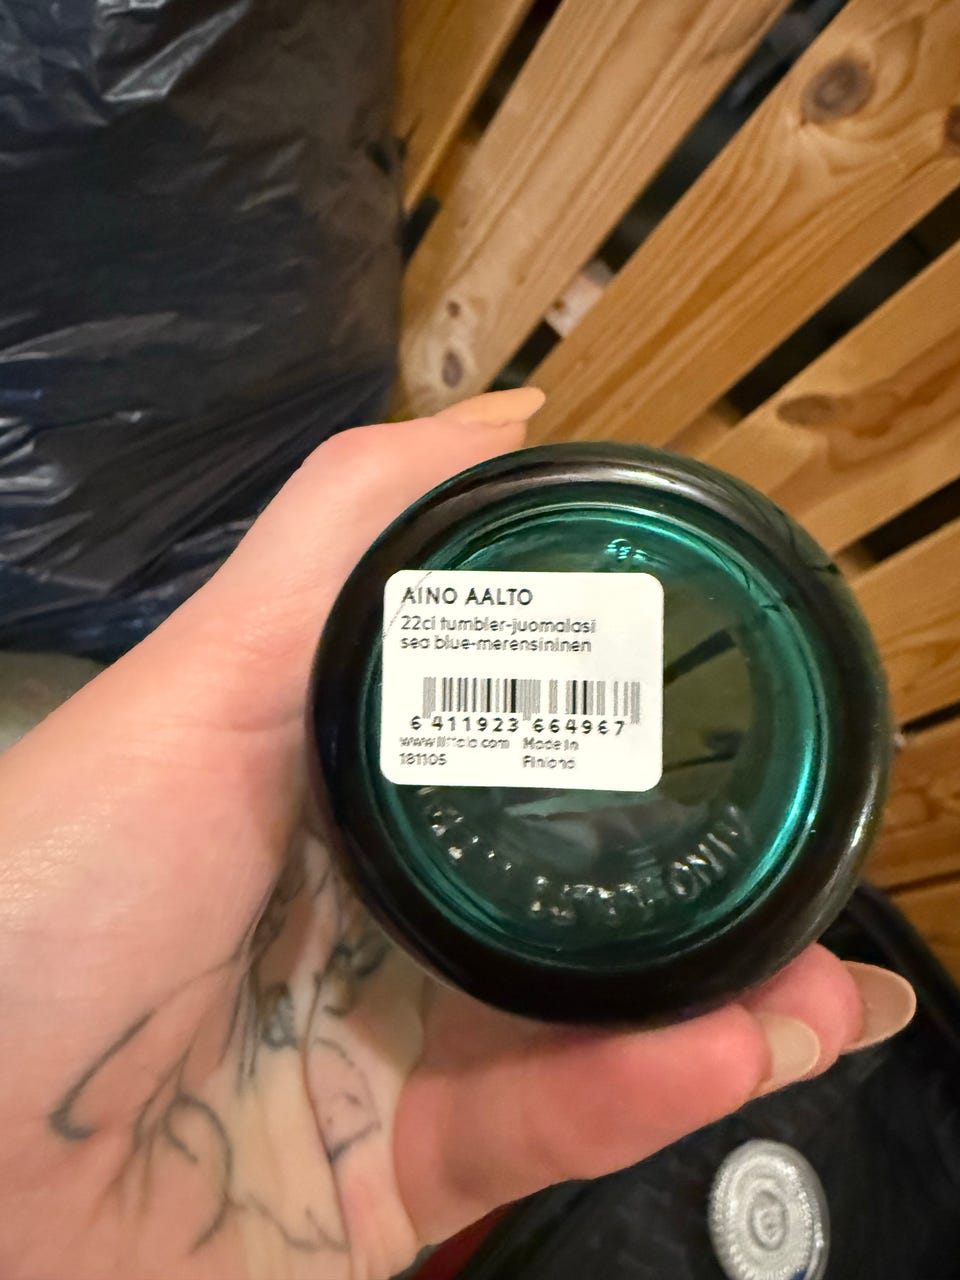 AINO AALTO
22cl tumbler-juomalasi
sea blue-merensininen
6 411923 664967
www.iittala.com Made in
181105 Finland